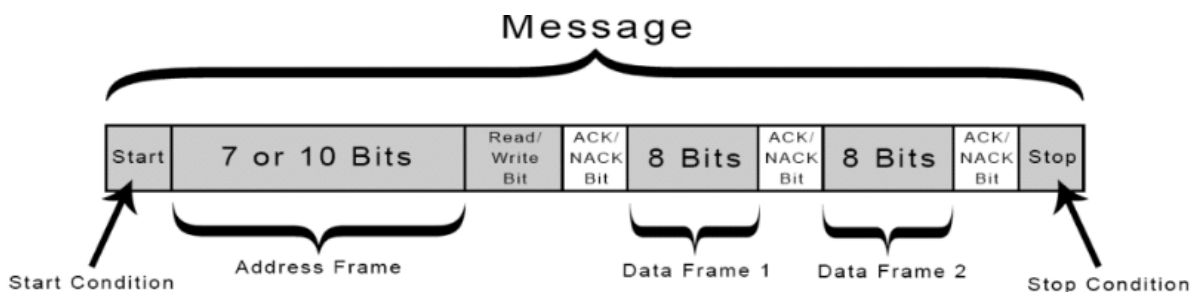 Message
Start
7 or 10 Bits
Read/
Write
Bit
ACK/
NACK
Bit
8 Bits
ACK/
NACK
Bit
8 Bits
ACK/
NACK
Bit
Stop
Start Condition
Address Frame
Data Frame 1
Data Frame 2
Stop Condition